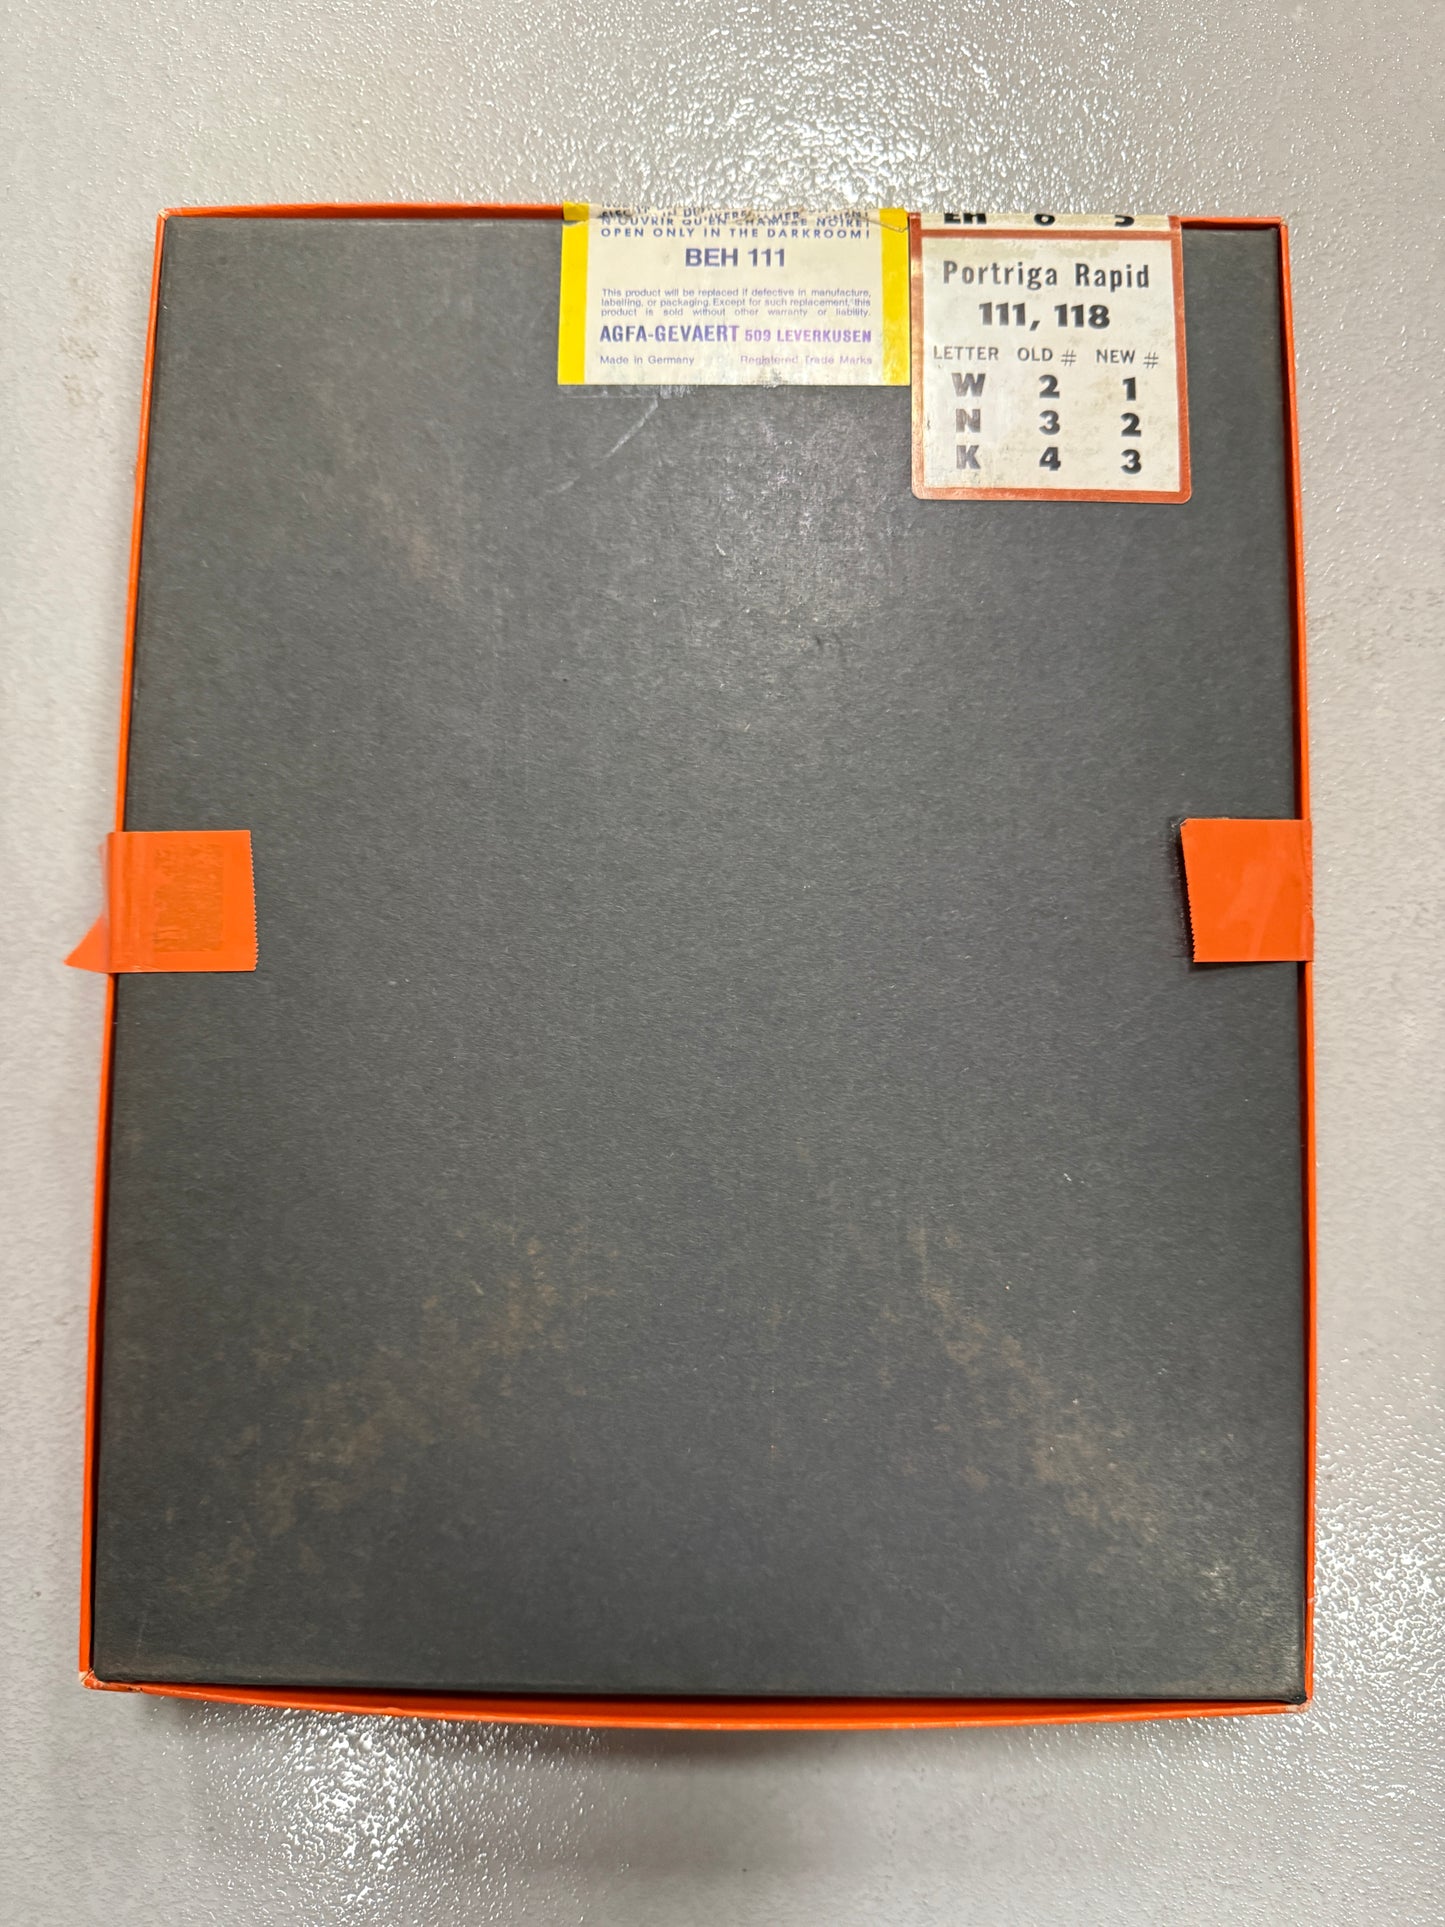 N'OUVRIR QU'EN CHAMBRE NOIRE!
OPEN ONLY IN THE DARKROOM!
BEH 111
This product will be replaced if defective in manufacture,
labelling, or packaging. Except for such replacement, this
product is sold without other warranty or liability.
AGFA-GEVAERT 509 LEVERKUSEN
Made in Germany Registered Trade Marks
EH 6 5
Portriga Rapid
111, 118
LETTER OLD # NEW #
W 2 1
N 3 2
K 4 3